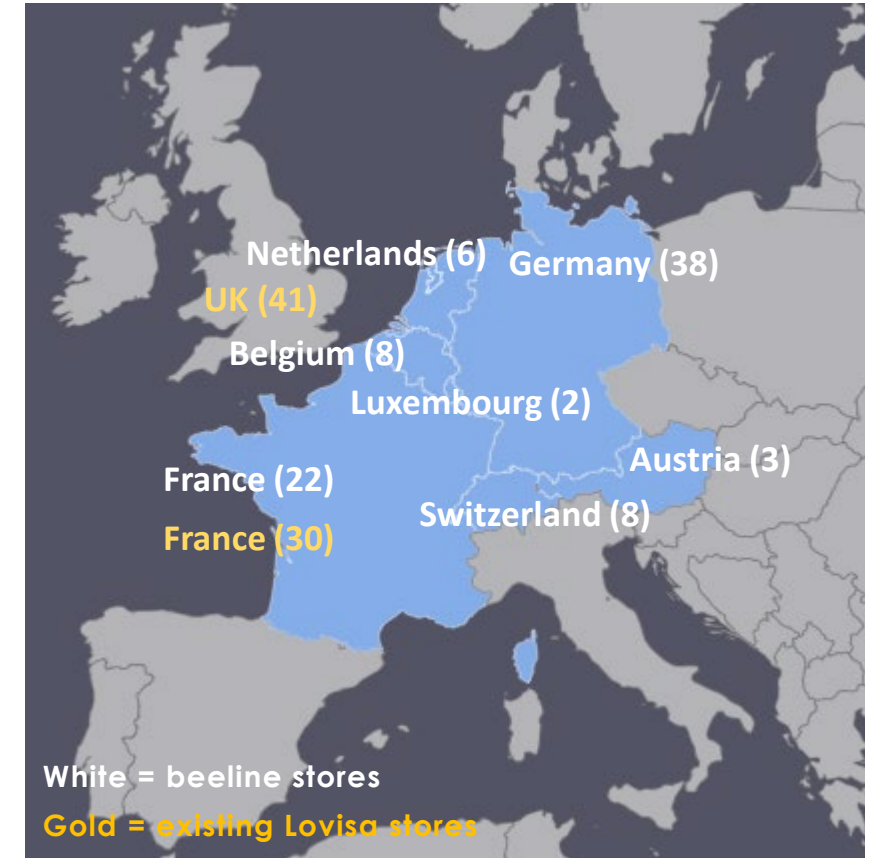 Netherlands (6)
Germany (38)
UK (41)
Belgium (8)
Luxembourg (2)
Austria (3)
France (22)
Switzerland (8)
France (30)
White = beeline stores
Gold = existing Lovisa stores